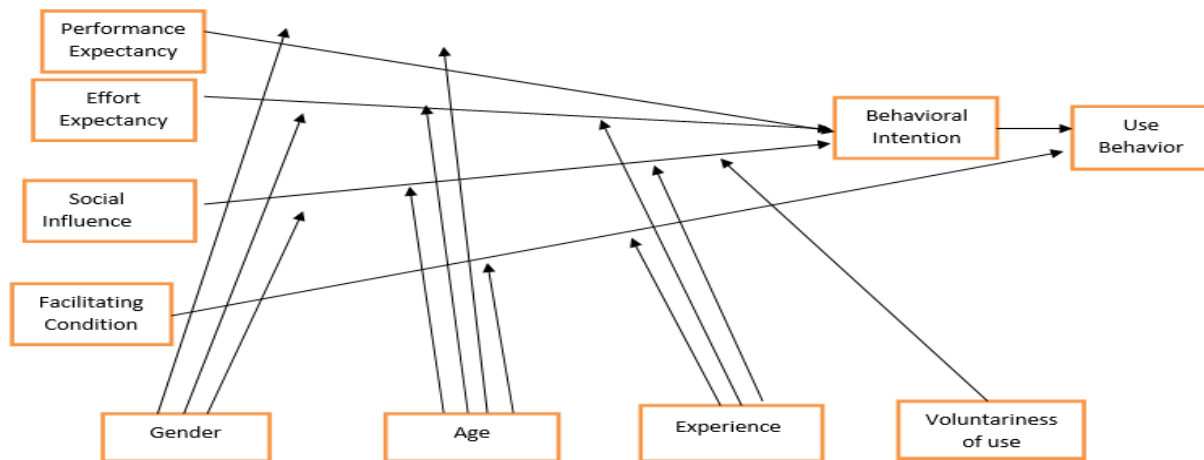 Performance
Expectancy
Effort
Expectancy
Behavioral
Intention
Use
Behavior
Social
Influence
Facilitating
Condition
Gender
Age
Experience
Voluntariness
of use